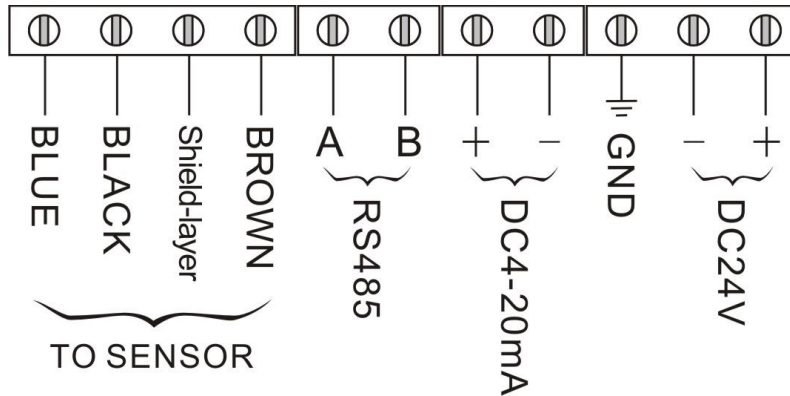 BLUE
BLACK
Shield-layer
BROWN
A
B
RS485
+
−
DC4-20mA
GND
−
+
DC24V
TO SENSOR